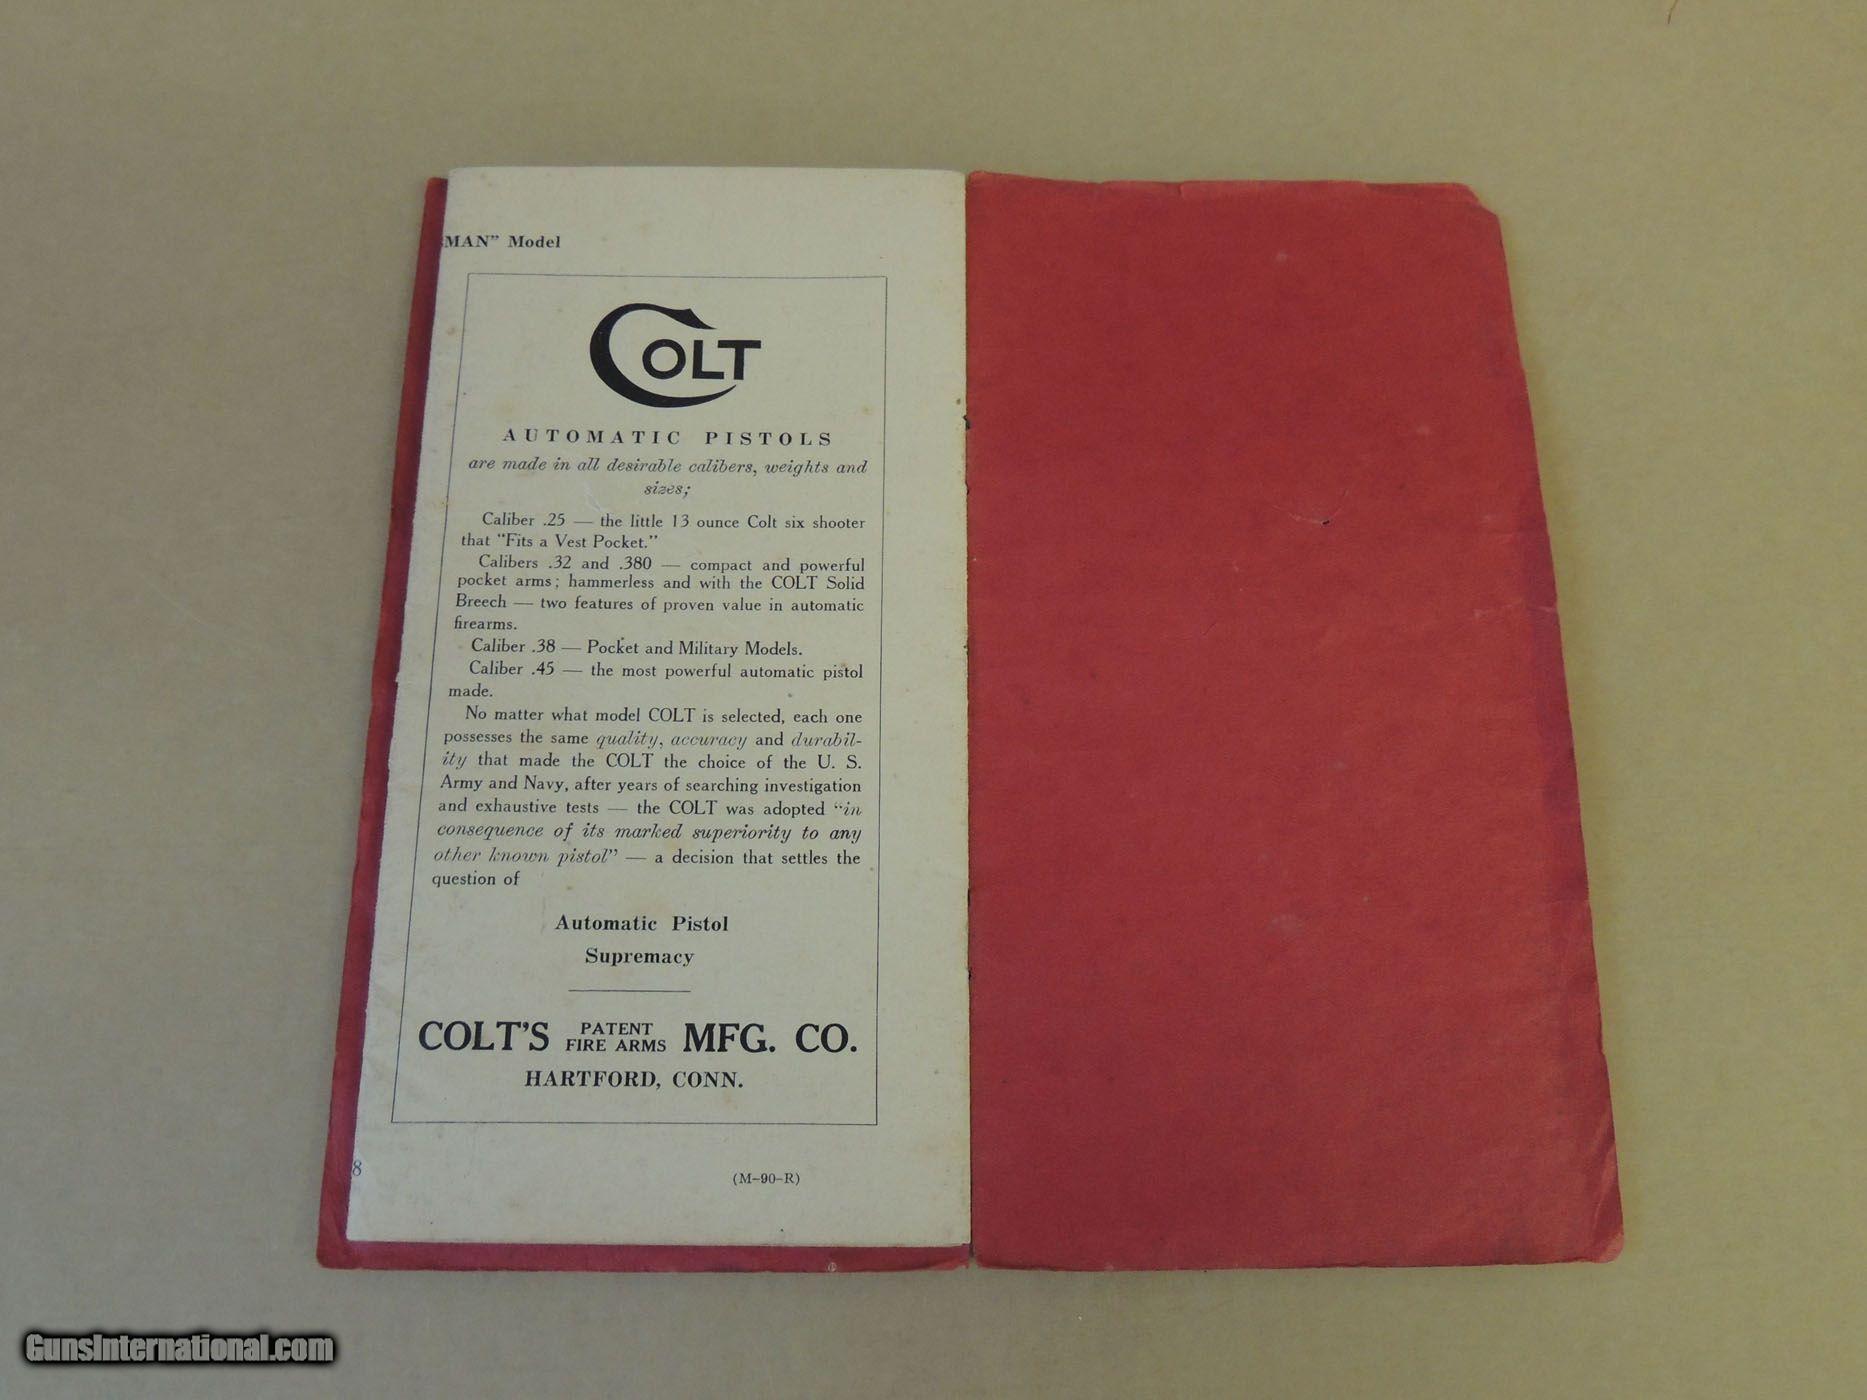 MAN" Model
COLT
AUTOMATIC PISTOLS
are made in all desirable calibers, weights and
sizes;
Caliber .25 — the little 13 ounce Colt six shooter
that "Fits a Vest Pocket."
Calibers .32 and .380 — compact and powerful
pocket arms; hammerless and with the COLT Solid
Breech — two features of proven value in automatic
firearms.
Caliber .38 — Pocket and Military Models.
Caliber .45 — the most powerful automatic pistol
made.
No matter what model COLT is selected, each one
possesses the same quality, accuracy and durabil-
ity that made the COLT the choice of the U. S.
Army and Navy, after years of searching investigation
and exhaustive tests — the COLT was adopted "in
consequence of its marked superiority to any
other known pistol" — a decision that settles the
question of
Automatic Pistol
Supremacy
COLT'S PATENT FIRE ARMS MFG. CO.
HARTFORD, CONN.
8
(M-90-R)
GunsInternational.com